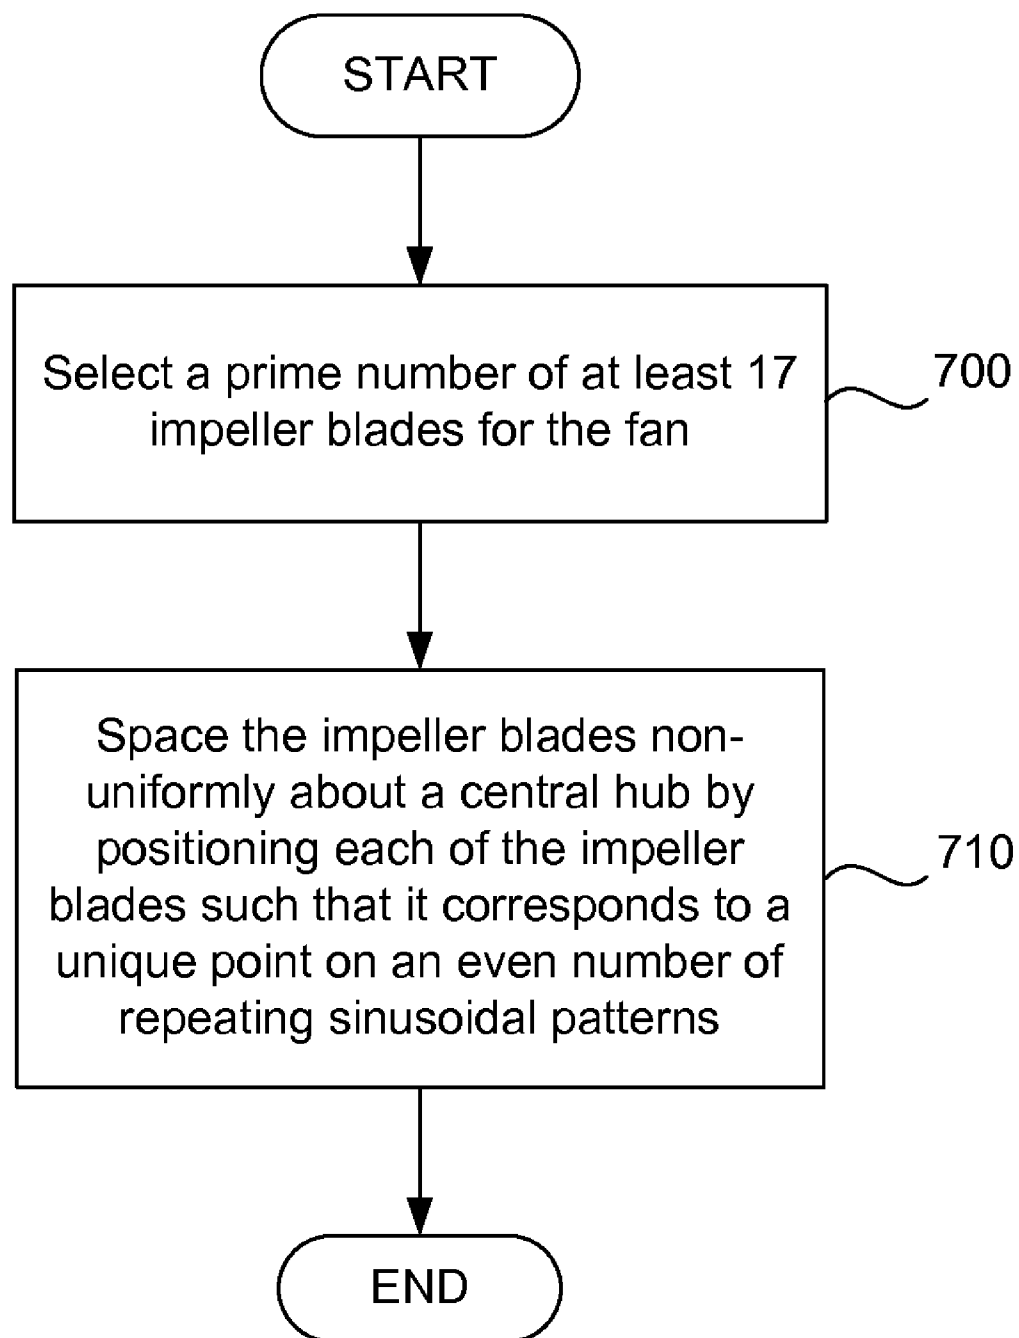 START
Select a prime number of at least 17
impeller blades for the fan
700
Space the impeller blades non-
uniformly about a central hub by
positioning each of the impeller
blades such that it corresponds to a
unique point on an even number of
repeating sinusoidal patterns
710
END